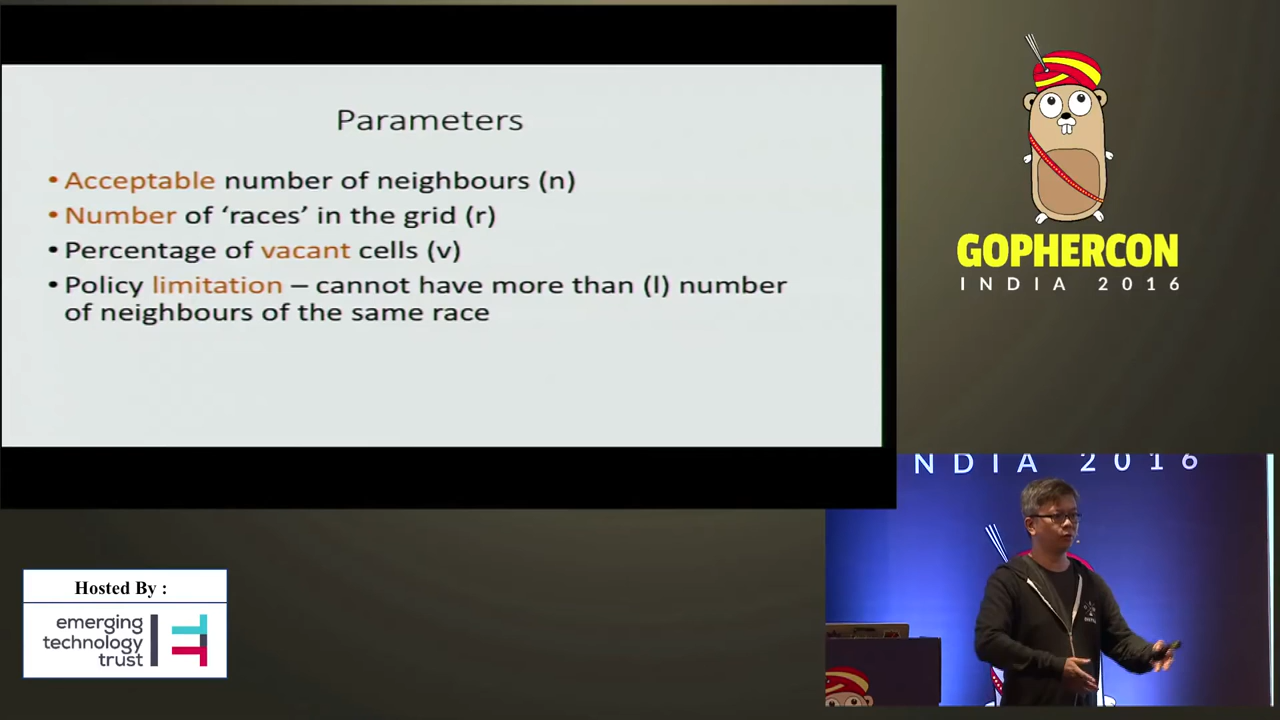 Parameters
• Acceptable number of neighbours (n)
• Number of ‘races’ in the grid (r)
• Percentage of vacant cells (v)
• Policy limitation – cannot have more than (l) number
of neighbours of the same race
GOPHERCON
INDIA 2016
NDIA 2016
Hosted By :
emerging
technology
trust